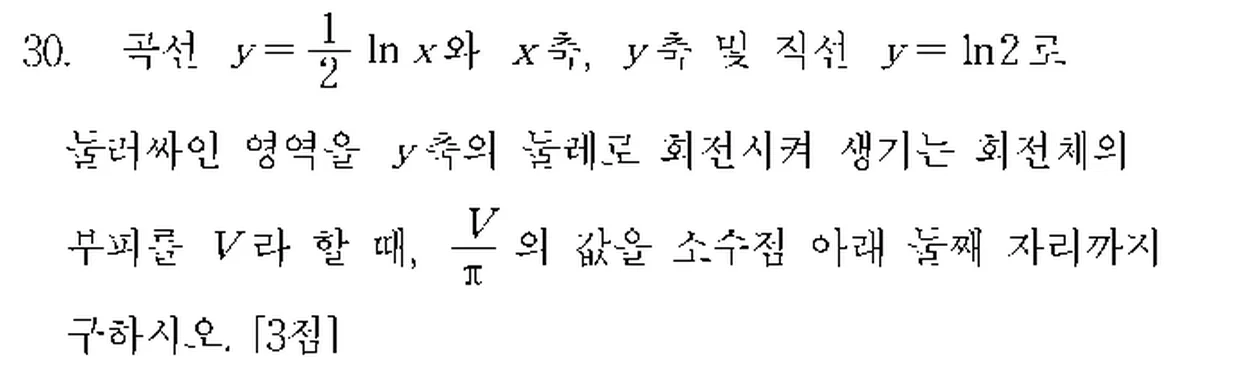 30. 곡선 y = 1/2 ln x와 x축, y축 및 직선 y = ln2로
둘러싸인 영역을 y축의 둘레로 회전시켜 생기는 회전체의
부피를 V라 할 때, V/π 의 값을 소수점 아래 둘째 자리까지
구하시오. [3점]